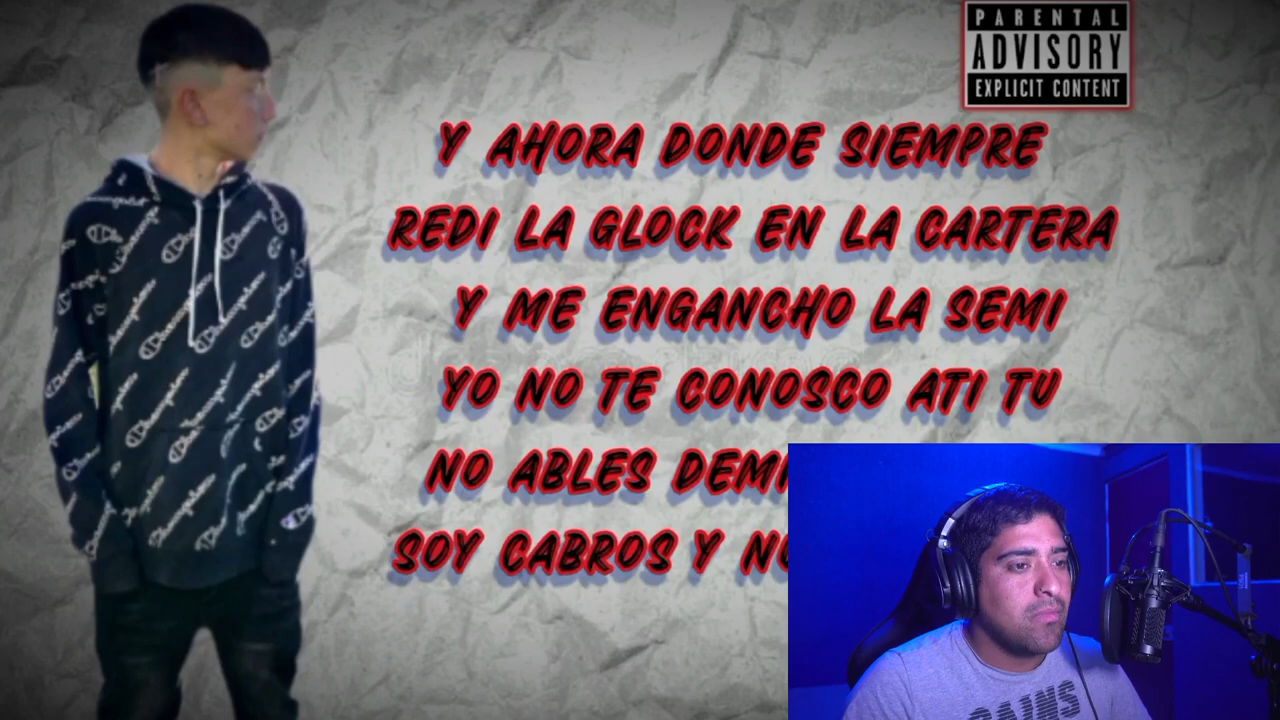 PARENTAL
ADVISORY
EXPLICIT CONTENT
Y AHORA DONDE SIEMPRE
REDI LA GLOCK EN LA CARTERA
Y ME ENGANCHO LA SEMI
YO NO TE CONOSCO ATI TU
NO ABLES
SOY CABROS Y
GAINS